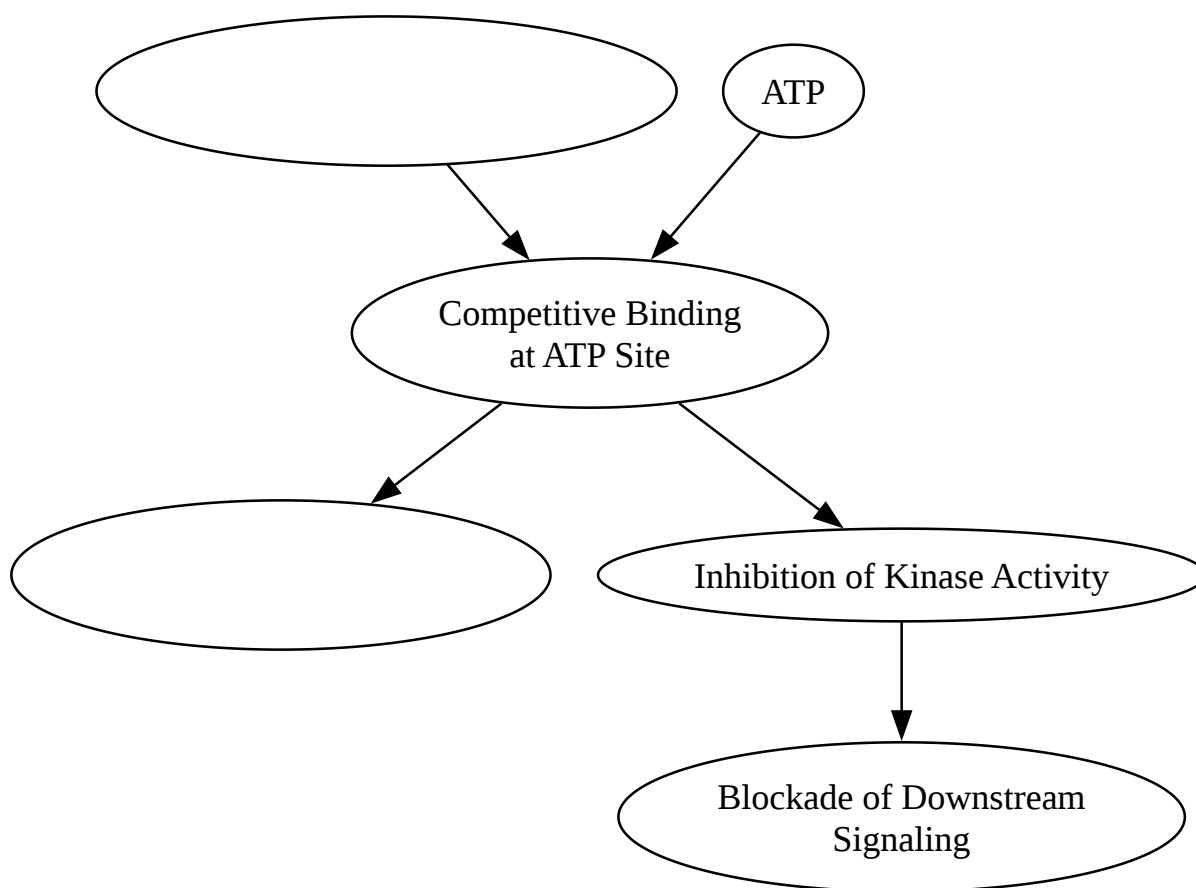 ATP
Competitive Binding
at ATP Site
Inhibition of Kinase Activity
Blockade of Downstream
Signaling